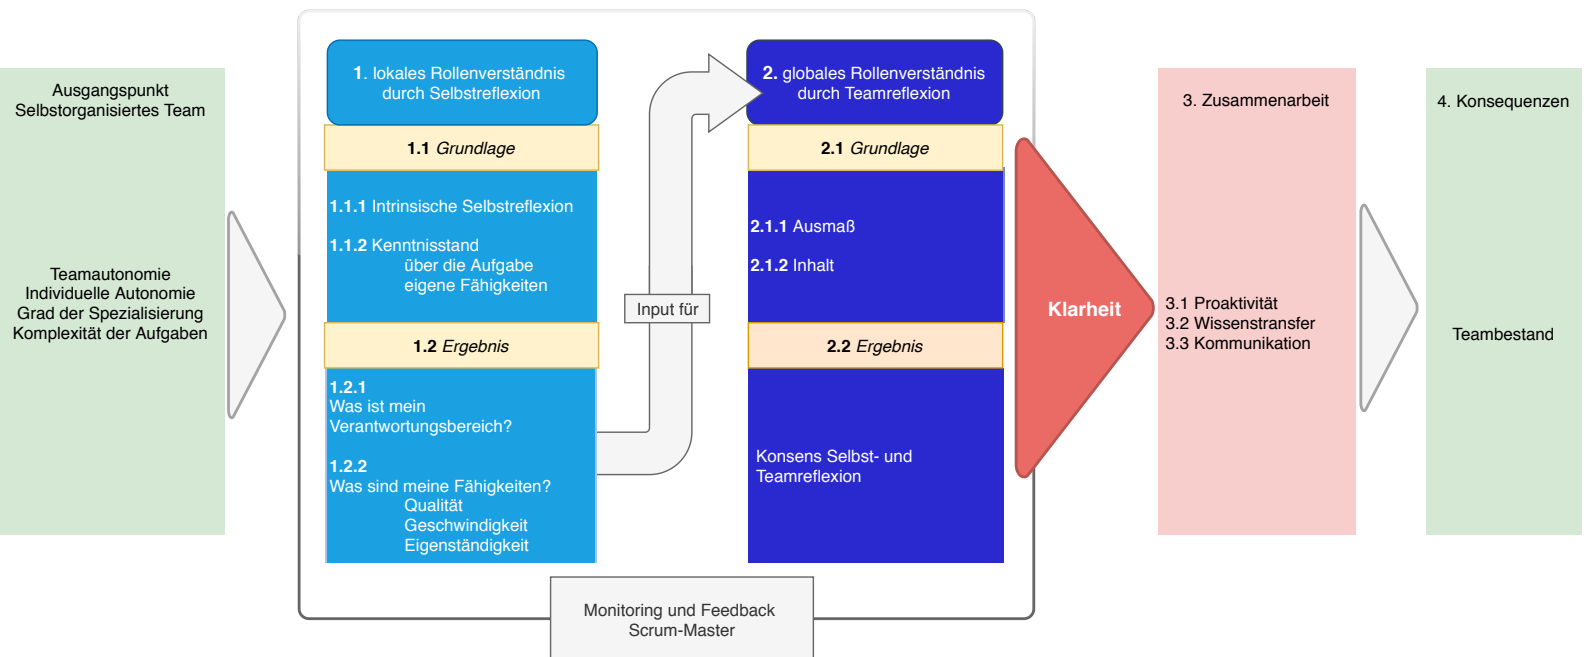 Ausgangspunkt
Selbstorganisiertes Team
Teamautonomie
Individuelle Autonomie
Grad der Spezialisierung
Komplexität der Aufgaben
1. lokales Rollenverständnis
durch Selbstreflexion
1.1 Grundlage
1.1.1 Intrinsische Selbstreflexion
1.1.2 Kenntnisstand
über die Aufgabe
eigene Fähigkeiten
1.2 Ergebnis
1.2.1
Was ist mein
Verantwortungsbereich?
1.2.2
Was sind meine Fähigkeiten?
Qualität
Geschwindigkeit
Eigenständigkeit
Input für
2. globales Rollenverständnis
durch Teamreflexion
2.1 Grundlage
2.1.1 Ausmaß
2.1.2 Inhalt
2.2 Ergebnis
Konsens Selbst- und
Teamreflexion
Monitoring und Feedback
Scrum-Master
Klarheit
3. Zusammenarbeit
3.1 Proaktivität
3.2 Wissenstransfer
3.3 Kommunikation
4. Konsequenzen
Teambestand